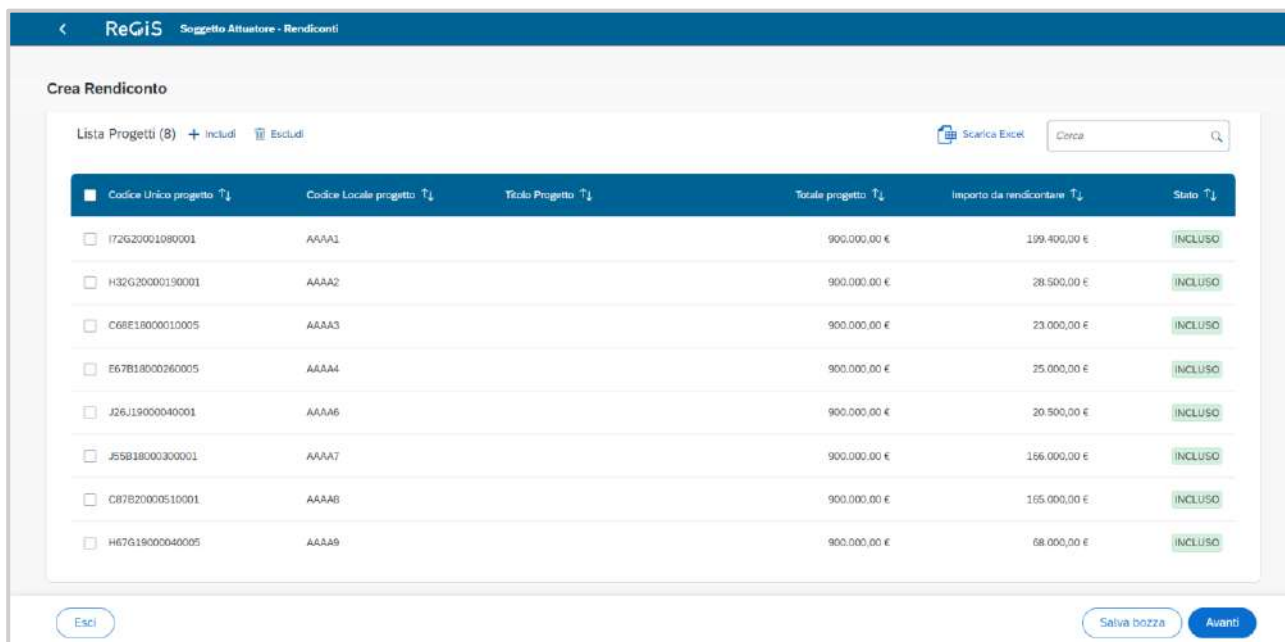 ReGiS Soggetto Attuatore - Rendiconti
Crea Rendiconto
Lista Progetti (8) + Includi Escludi Scarica Excel Cerca
Codice Unico progetto Codice Locale progetto Titolo Progetto Totale progetto Importo da rendicontare Stato
I72G20001080001 AAAA1 900.000,00 € 199.400,00 € INCLUSO
H32G20000190001 AAAA2 900.000,00 € 28.500,00 € INCLUSO
C68E18000010005 AAAA3 900.000,00 € 23.000,00 € INCLUSO
E67B18000260005 AAAA4 900.000,00 € 25.000,00 € INCLUSO
J26J19000040001 AAAA6 900.000,00 € 20.500,00 € INCLUSO
J55B18000300001 AAAA7 900.000,00 € 166.000,00 € INCLUSO
C87B20000510001 AAAA8 900.000,00 € 165.000,00 € INCLUSO
H67G19000040005 AAAA9 900.000,00 € 68.000,00 € INCLUSO
Esci Salva bozza Avanti